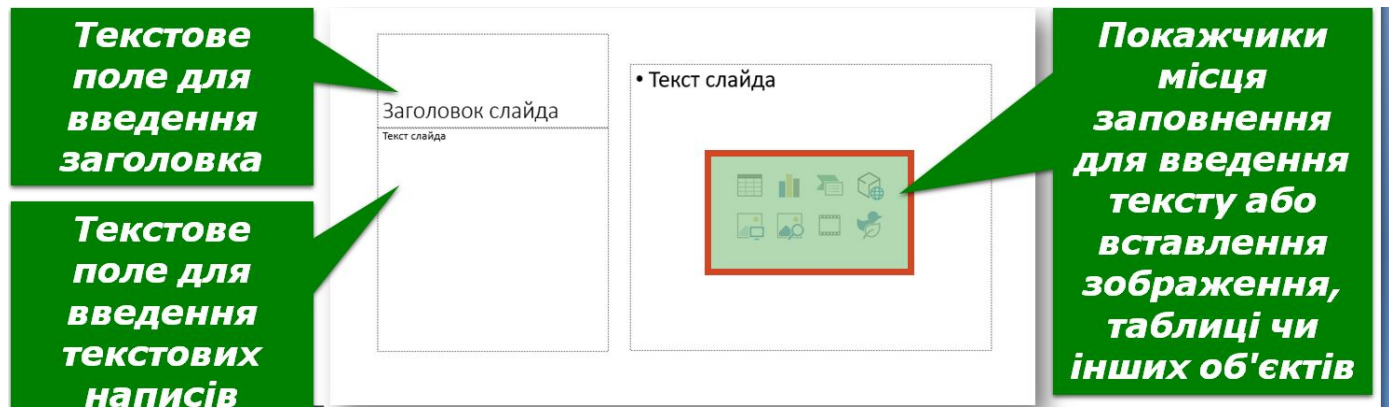 Текстове
поле для
введення
заголовка
Текстове
поле для
введення
текстових
написів
Заголовок слайда
Текст слайда
• Текст слайда
Покажчики
місця
заповнення
для введення
тексту або
вставлення
зображення,
таблиці чи
інших об'єктів